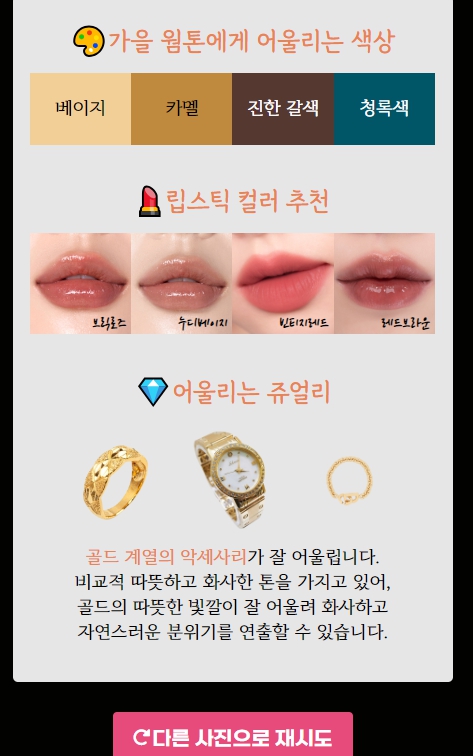 가을 웜톤에게 어울리는 색상
베이지 카멜 진한 갈색 청록색
립스틱 컬러 추천
브릭로즈 누디베이지 빈티지레드 레드브라운
어울리는 쥬얼리
골드 계열의 악세사리가 잘 어울립니다.
비교적 따뜻하고 화사한 톤을 가지고 있어,
골드의 따뜻한 빛깔이 잘 어울려 화사하고
자연스러운 분위기를 연출할 수 있습니다.
다른 사진으로 재시도